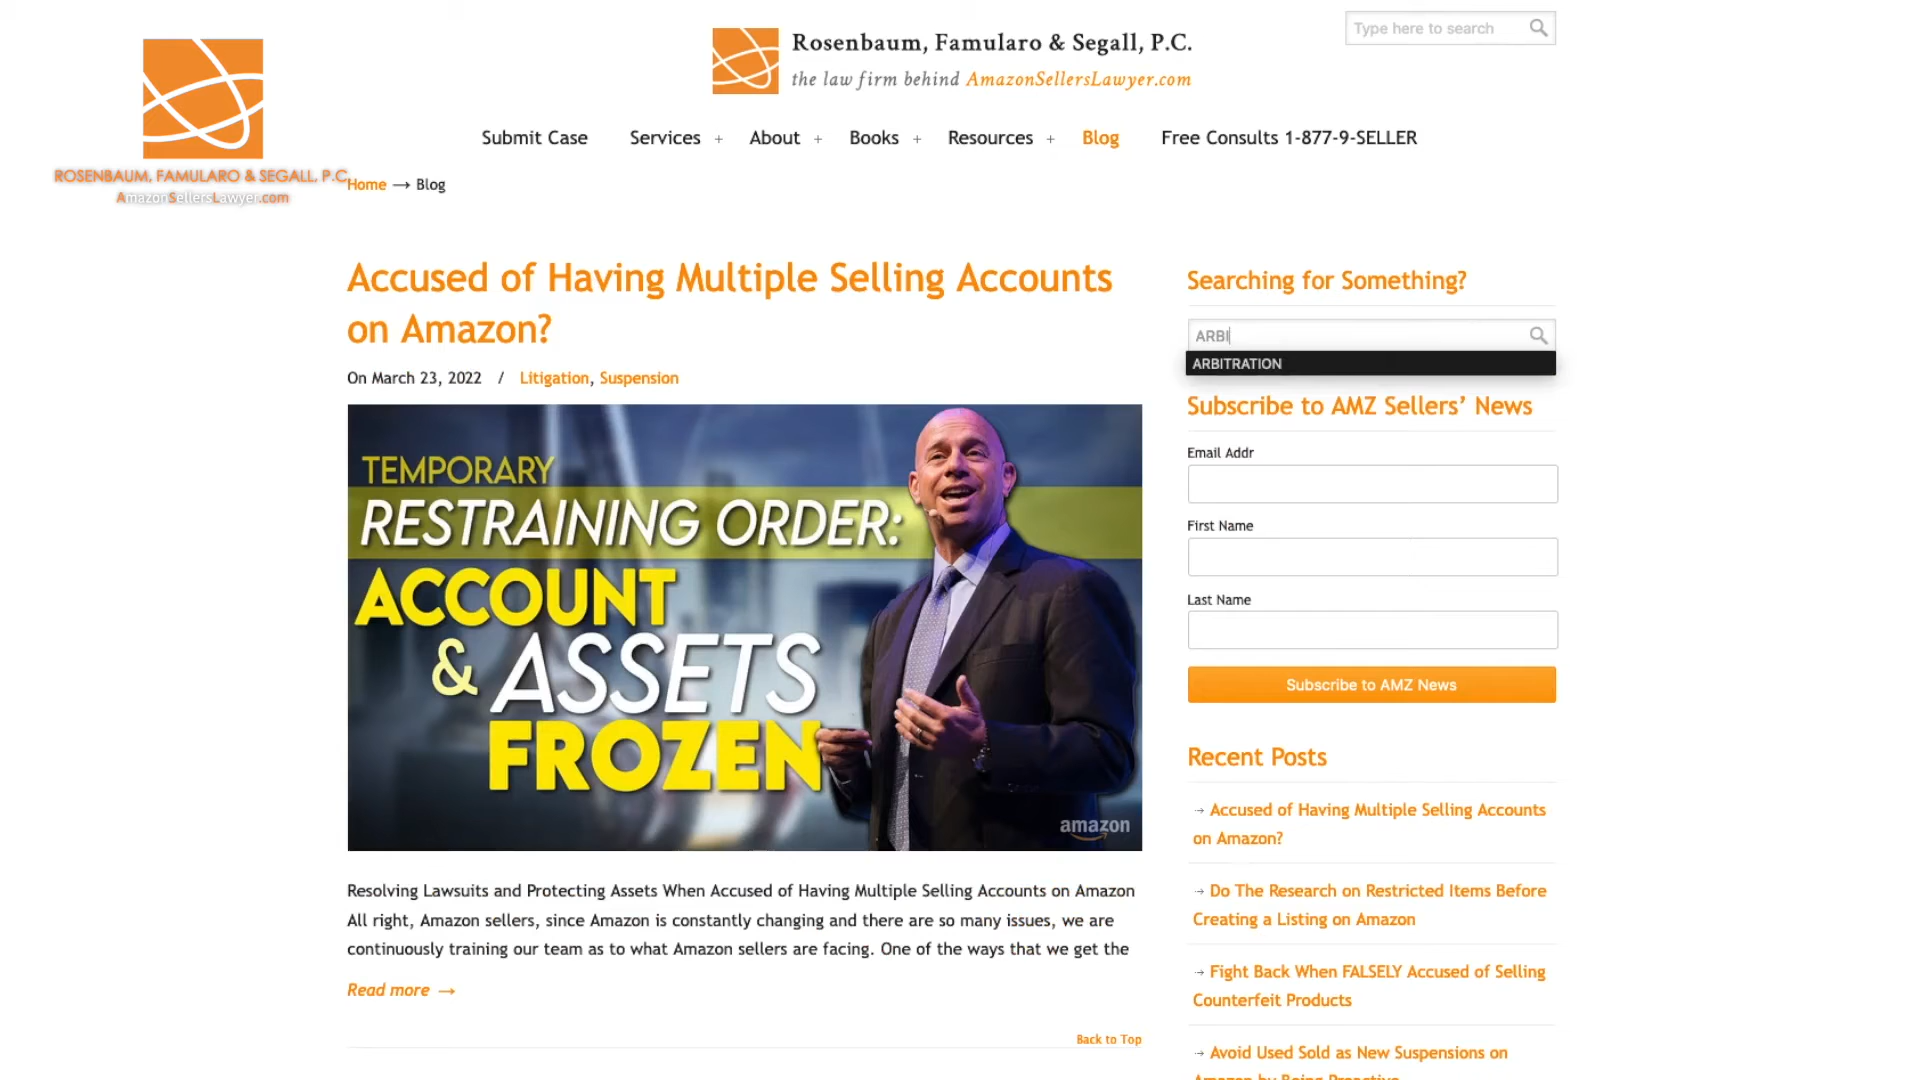 ROSENBAUM, FAMULARO & SEGALL, P.C.
AmazonSellersLawyer.com
Rosenbaum, Famularo & Segall, P.C.
the law firm behind AmazonSellersLawyer.com
Type here to search
Submit Case Services + About + Books + Resources + Blog Free Consults 1-877-9-SELLER
Home → Blog
Accused of Having Multiple Selling Accounts
on Amazon?
On March 23, 2022 / Litigation, Suspension
TEMPORARY
RESTRAINING ORDER:
ACCOUNT
& ASSETS
FROZEN
amazon
Resolving Lawsuits and Protecting Assets When Accused of Having Multiple Selling Accounts on Amazon
All right, Amazon sellers, since Amazon is constantly changing and there are so many issues, we are
continuously training our team as to what Amazon sellers are facing. One of the ways that we get the
Read more →
Back to Top
Searching for Something?
ARBI
ARBITRATION
Subscribe to AMZ Sellers’ News
Email Addr
First Name
Last Name
Subscribe to AMZ News
Recent Posts
→ Accused of Having Multiple Selling Accounts
on Amazon?
→ Do The Research on Restricted Items Before
Creating a Listing on Amazon
→ Fight Back When FALSELY Accused of Selling
Counterfeit Products
→ Avoid Used Sold as New Suspensions on
Amazon by Being Proactive